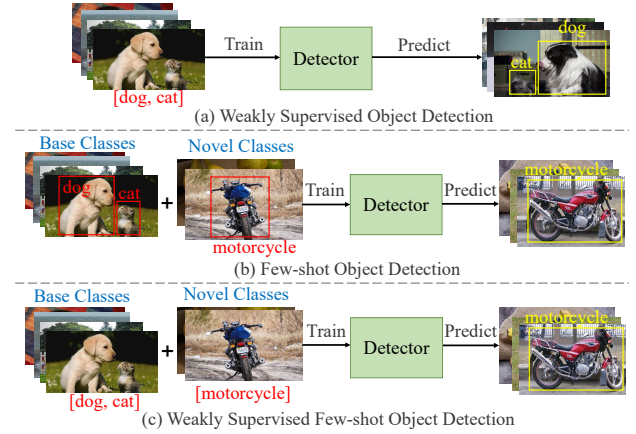 Train
Predict
Detector
dog
cat
[dog, cat]
(a) Weakly Supervised Object Detection
Base Classes
Novel Classes
dog
cat
+
motorcycle
Train
Detector
Predict
motorcycle
(b) Few-shot Object Detection
Base Classes
Novel Classes
[dog, cat]
+
[motorcycle]
Train
Detector
Predict
motorcycle
(c) Weakly Supervised Few-shot Object Detection